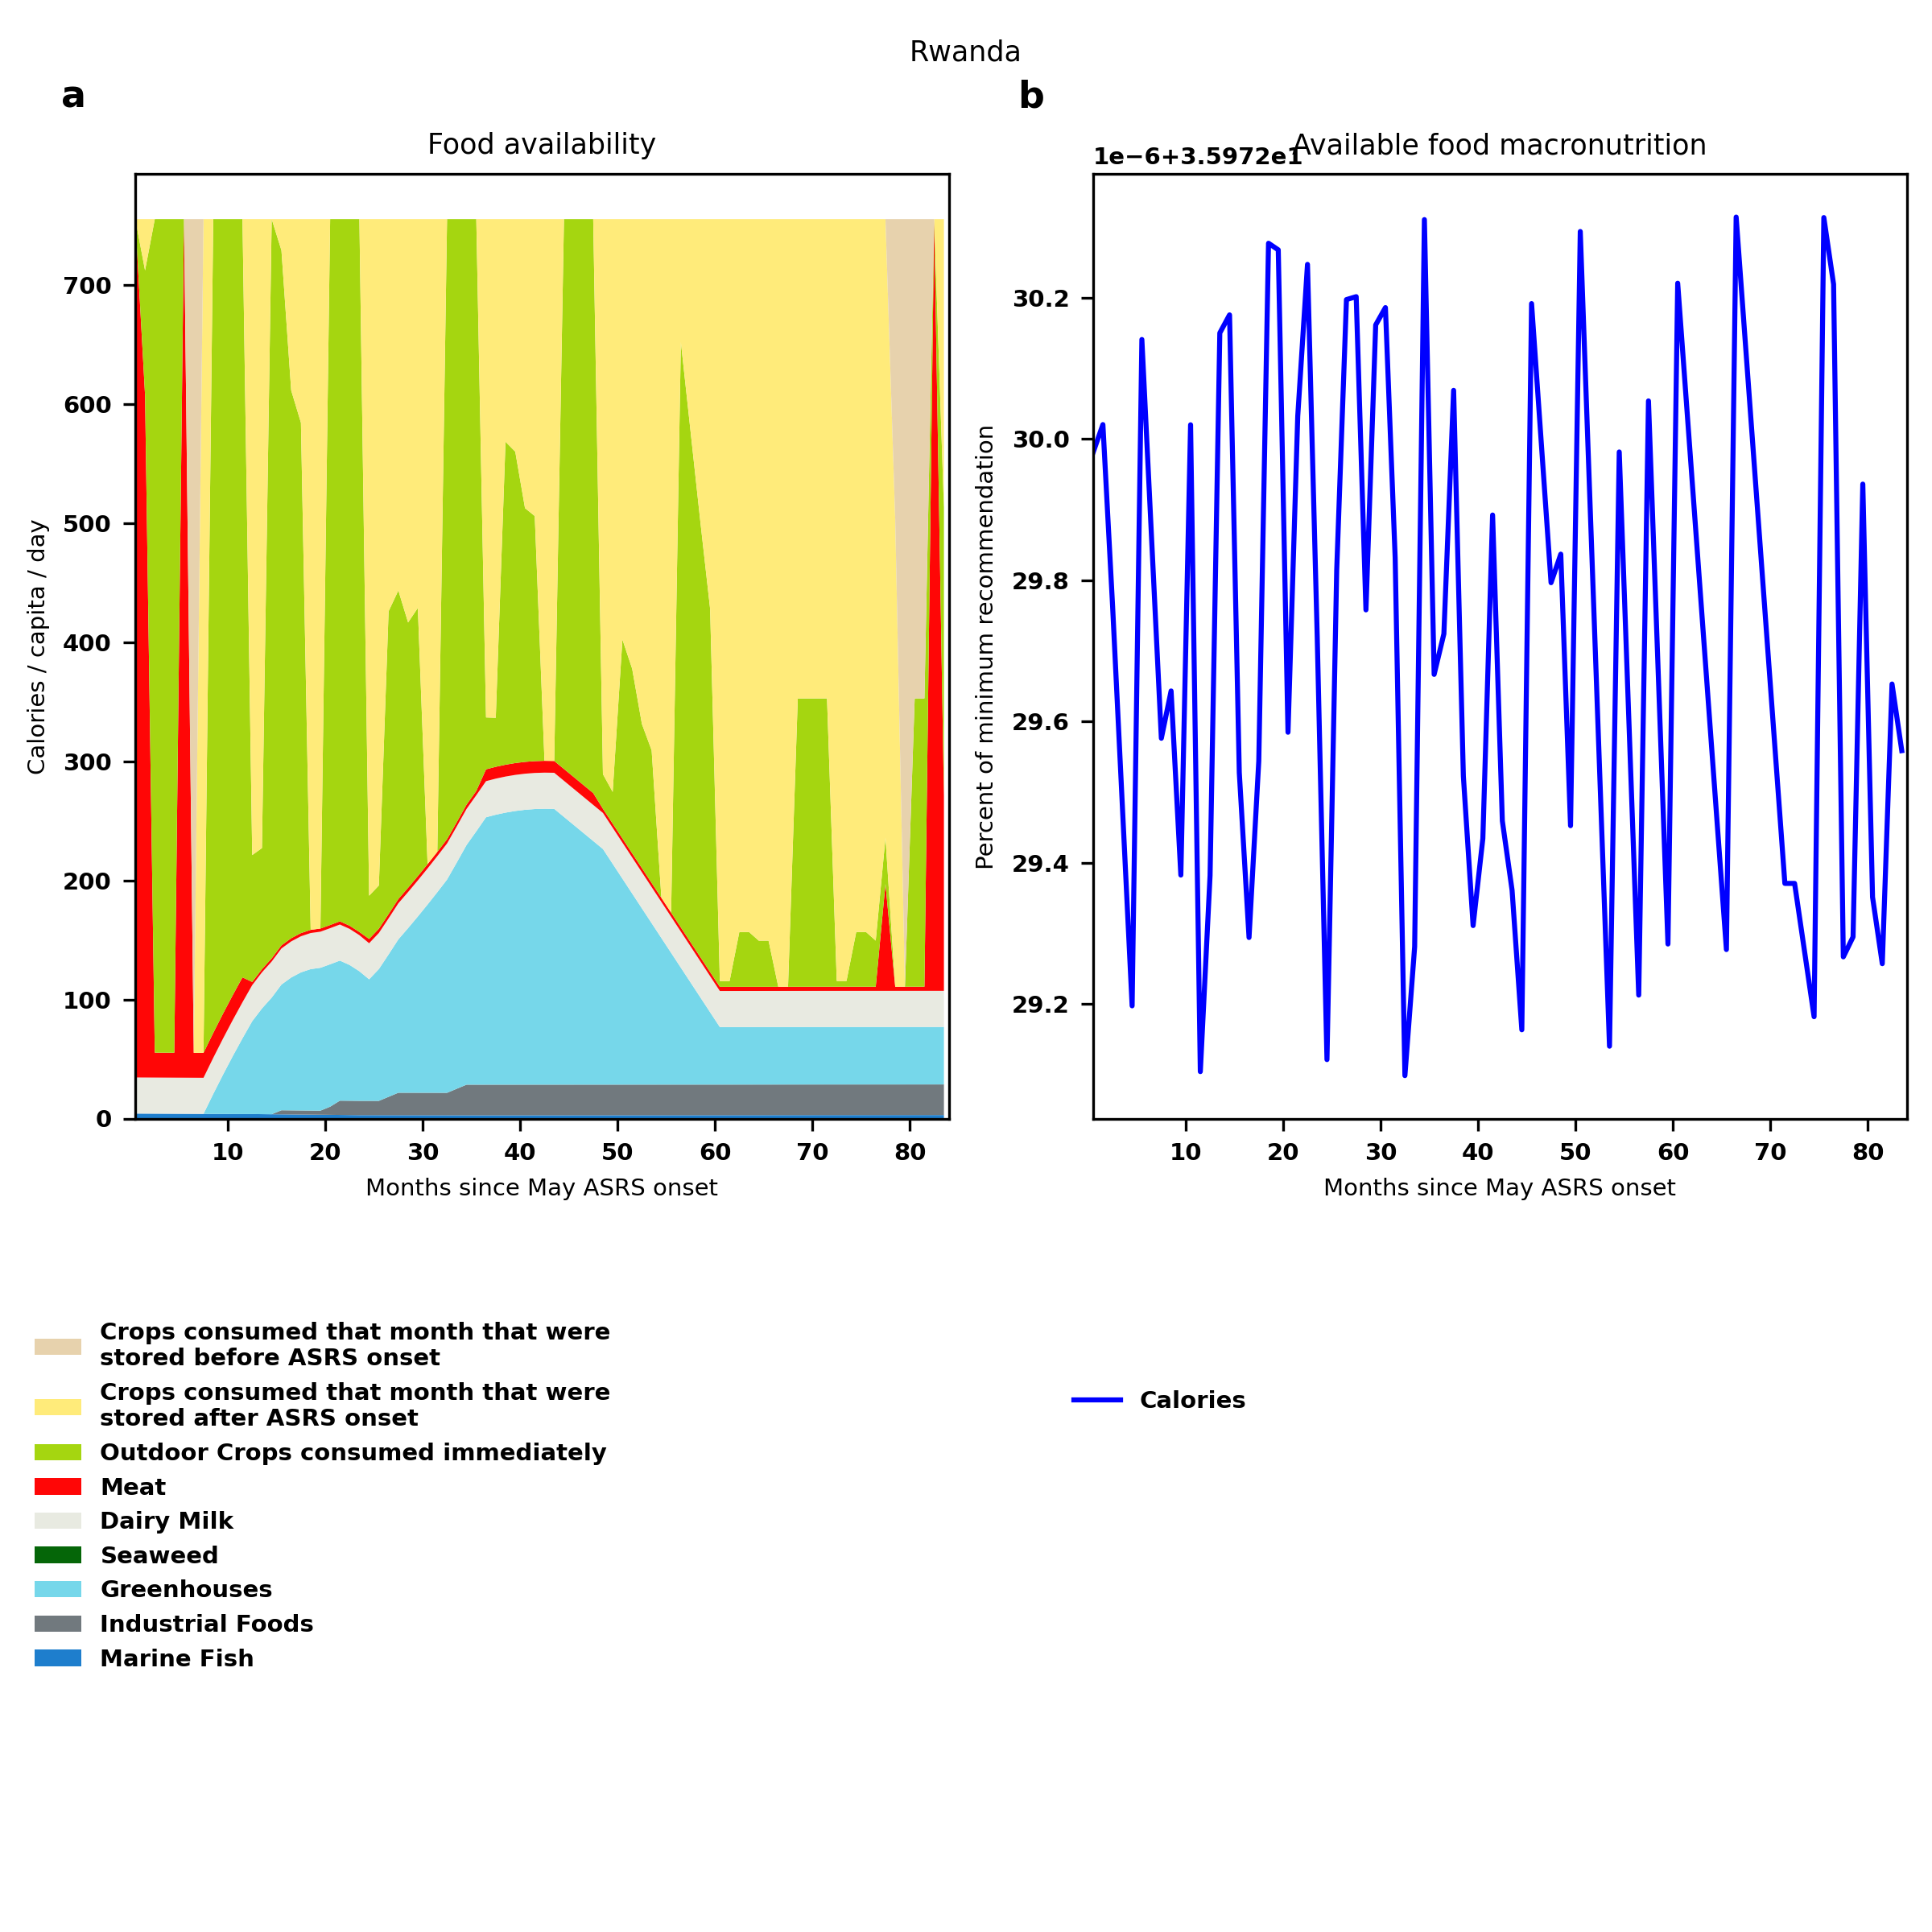 Rwanda
a
b
Food availability
Available food macronutrition
1e−6+3.5972e1
Calories / capita / day
700
600
500
400
300
200
100
0
10 20 30 40 50 60 70 80
Months since May ASRS onset
Percent of minimum recommendation
30.2
30.0
29.8
29.6
29.4
29.2
10 20 30 40 50 60 70 80
Months since May ASRS onset
Crops consumed that month that were
stored before ASRS onset
Crops consumed that month that were
stored after ASRS onset
Outdoor Crops consumed immediately
Meat
Dairy Milk
Seaweed
Greenhouses
Industrial Foods
Marine Fish
Calories